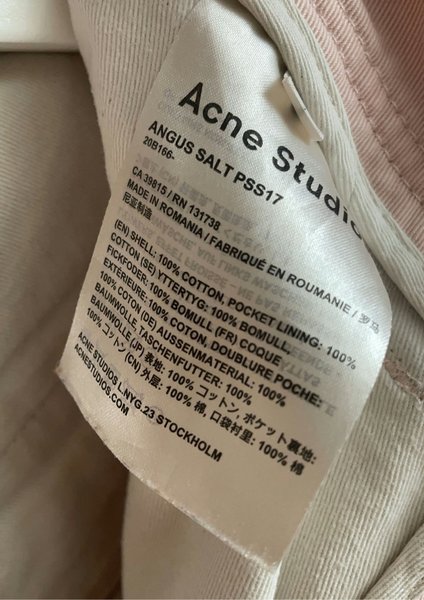 Acne Studios
ANGUS SALT PSS17
20B166-
CA 39815 / RN 131738
MADE IN ROMANIA / FABRIQUÉ EN ROUMANIE / 罗马
尼亚制造
(EN) SHELL: 100% COTTON, POCKET LINING: 100%
COTTON (SE) YTTERTYG: 100% BOMULL,
FICKFODER: 100% BOMULL (FR) COQUE
EXTÉRIEURE: 100% COTON, DOUBLURE POCHE:
100% COTON (DE) AUSSENMATERIAL: 100%
BAUMWOLLE, TASCHENFUTTER: 100%
BAUMWOLLE (JP) 表地: 100% コットン, ポケット裏地:
100% コットン (CN) 外层: 100% 棉, 口袋衬里: 100% 棉
ACNE STUDIOS L:NYG.23 STOCKHOLM
ACNESTUDIOS.COM